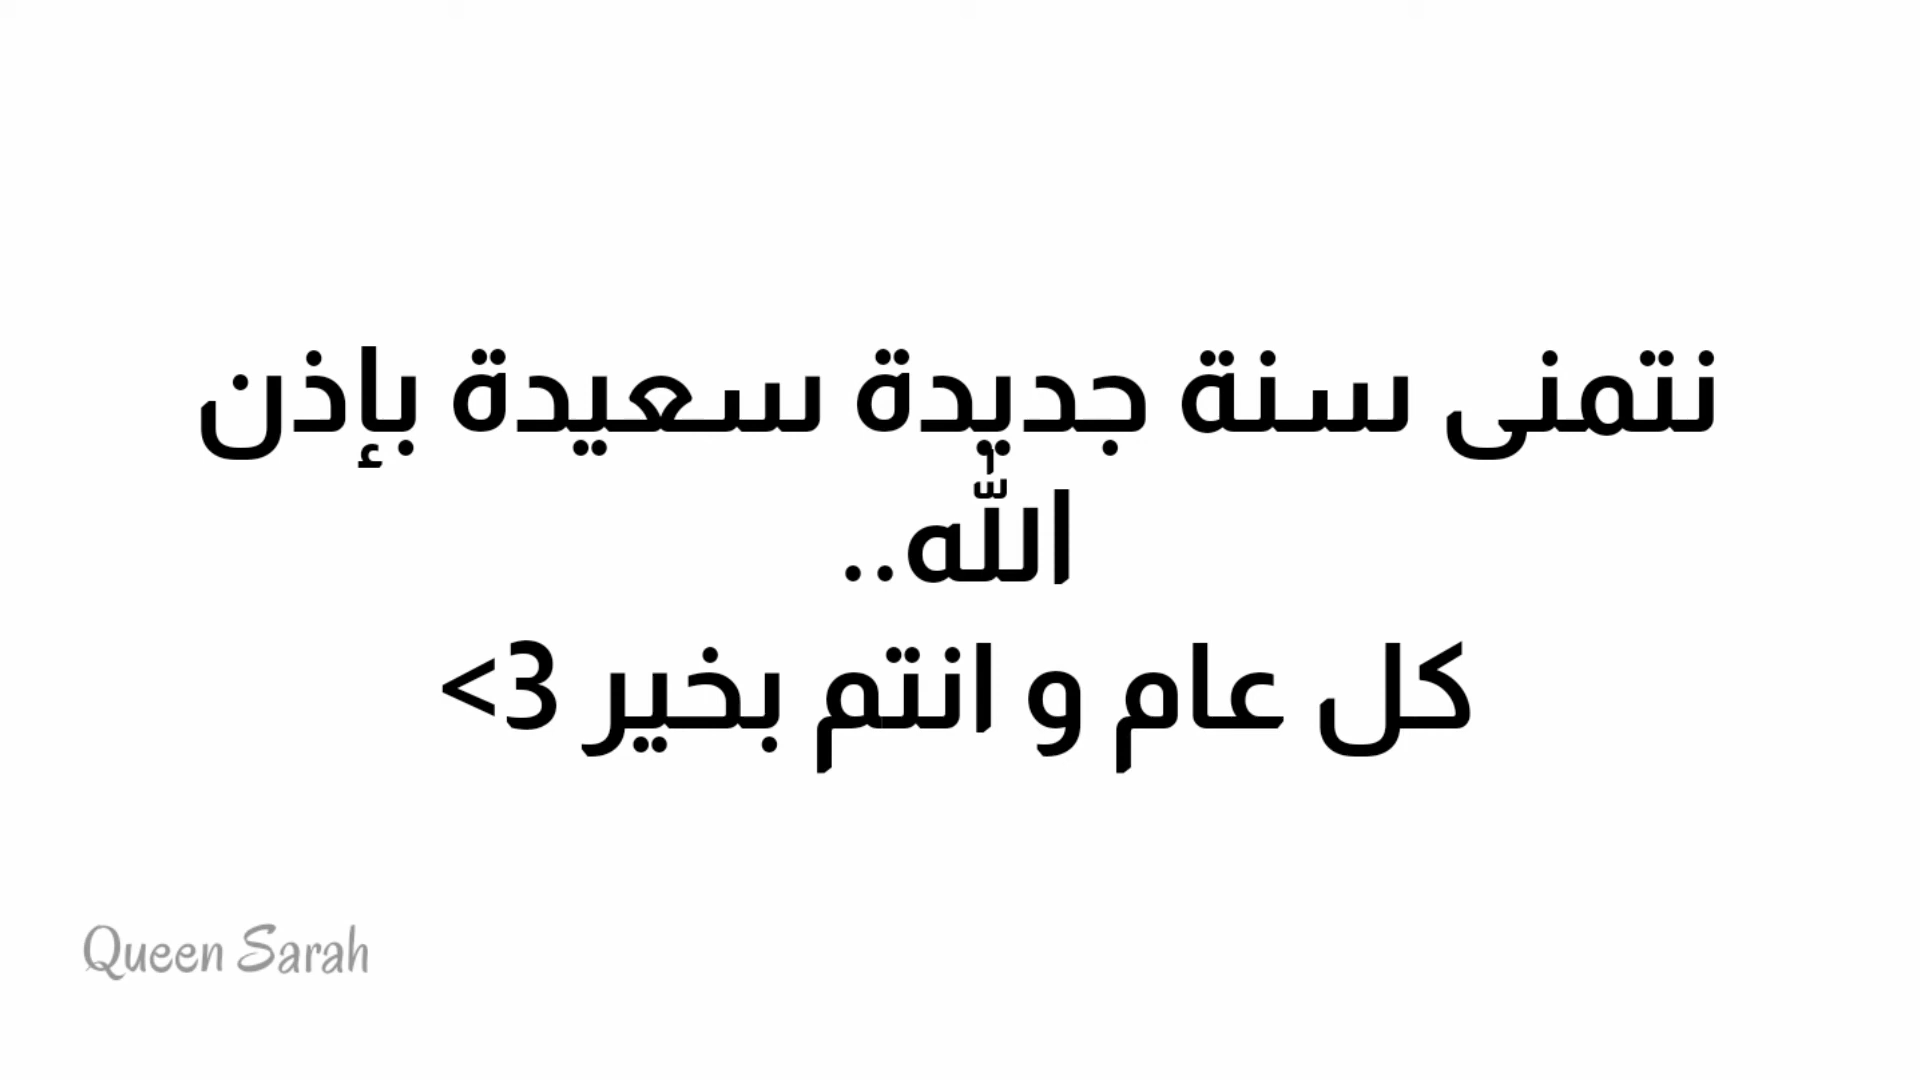 نتمنى سنة جديدة سعيدة بإذن
الله..
كل عام و انتم بخير 3>
Queen Sarah